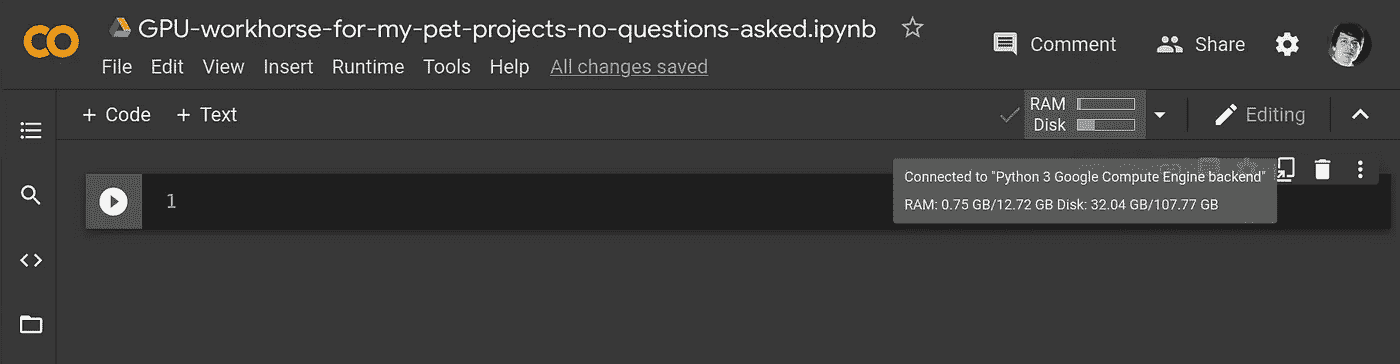 GPU-workhorse-for-my-pet-projects-no-questions-asked.ipynb
File Edit View Insert Runtime Tools Help All changes saved
Comment Share
+ Code + Text
RAM
Disk
Editing
Connected to "Python 3 Google Compute Engine backend"
RAM: 0.75 GB/12.72 GB Disk: 32.04 GB/107.77 GB
1